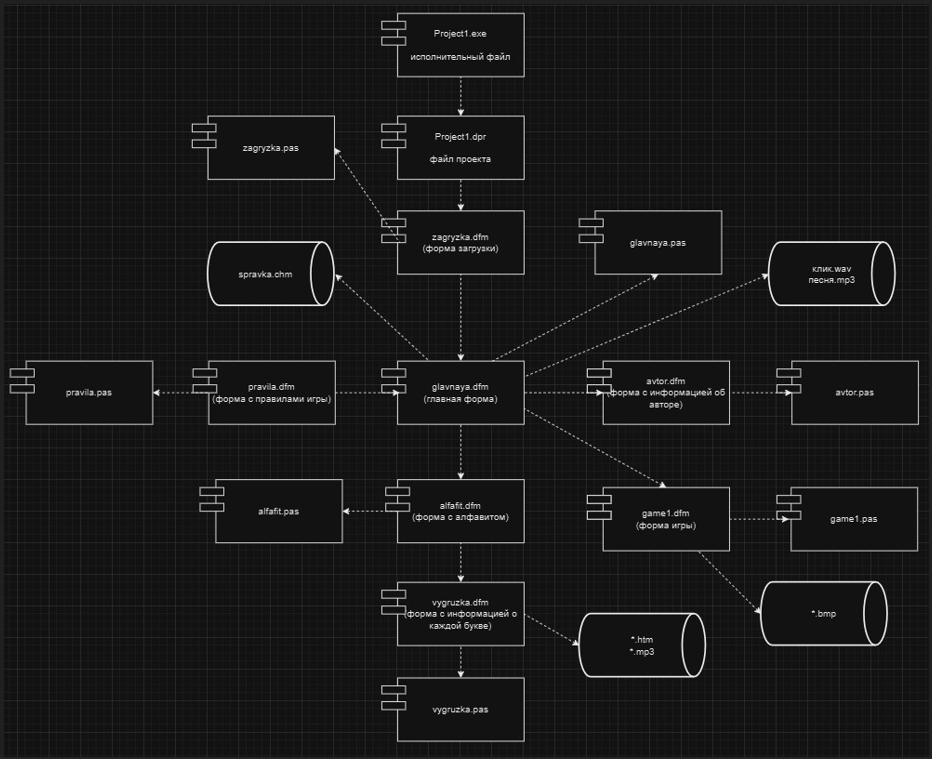 Project1.exe
исполнительный файл
zagryzka.pas
Project1.dpr
файл проекта
zagryzka.dfm
(форма загрузки)
glavnaya.pas
spravka.chm
клик.wav
песня.mp3
pravila.pas
pravila.dfm
(форма с правилами игры)
glavnaya.dfm
(главная форма)
avtor.dfm
(форма с информацией об
авторе)
avtor.pas
alfafit.pas
alfafit.dfm
(форма с алфавитом)
game1.dfm
(форма игры)
game1.pas
vygruzka.dfm
(форма с информацией о
каждой букве)
*.htm
*.mp3
*.bmp
vygruzka.pas